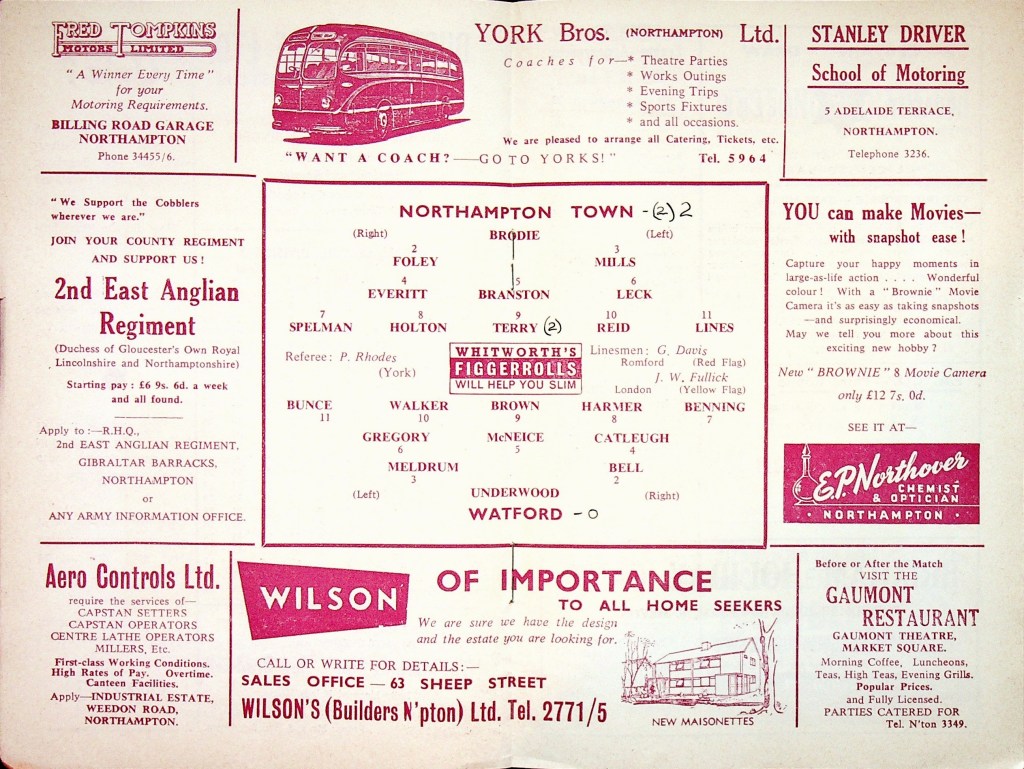 FRED TOMPKINS
MOTORS LIMITED
"A Winner Every Time"
for your
Motoring Requirements.
BILLING ROAD GARAGE
NORTHAMPTON
Phone 34455/6.
YORK Bros. (NORTHAMPTON) Ltd.
Coaches for—* Theatre Parties
* Works Outings
* Evening Trips
* Sports Fixtures
* and all occasions.
We are pleased to arrange all Catering, Tickets, etc.
"WANT A COACH?—GO TO YORKS!" Tel. 5964
STANLEY DRIVER
School of Motoring
5 ADELAIDE TERRACE,
NORTHAMPTON.
Telephone 3236.
"We Support the Cobblers
wherever we are."
JOIN YOUR COUNTY REGIMENT
AND SUPPORT US!
2nd East Anglian
Regiment
(Duchess of Gloucester's Own Royal
Lincolnshire and Northamptonshire)
Starting pay: £6 9s. 6d. a week
and all found.
Apply to:—R.H.Q.,
2nd EAST ANGLIAN REGIMENT,
GIBRALTAR BARRACKS,
NORTHAMPTON
or
ANY ARMY INFORMATION OFFICE.
NORTHAMPTON TOWN -(2) 2
(Right) BRODIE (Left)
2 3
FOLEY MILLS
4 5 6
EVERITT BRANSTON LECK
7 8 9 10 11
SPELMAN HOLTON TERRY (2) REID LINES
Referee: P. Rhodes
(York)
WHITWORTH'S
FIGGERROLLS
WILL HELP YOU SLIM
Linesmen: G. Davis
Romford (Red Flag)
J. W. Fullick
London (Yellow Flag)
BUNCE WALKER BROWN HARMER BENNING
11 10 9 8 7
GREGORY McNEICE CATLEUGH
6 5 4
MELDRUM BELL
3 2
(Left) UNDERWOOD (Right)
WATFORD - 0
YOU can make Movies—
with snapshot ease!
Capture your happy moments in
large-as-life action .... Wonderful
colour! With a "Brownie" Movie
Camera it's as easy as taking snapshots
—and surprisingly economical.
May we tell you more about this
exciting new hobby?
New "BROWNIE" 8 Movie Camera
only £12 7s. 0d.
SEE IT AT—
E.P. Northover
CHEMIST
& OPTICIAN
· NORTHAMPTON ·
Aero Controls Ltd.
require the services of—
CAPSTAN SETTERS
CAPSTAN OPERATORS
CENTRE LATHE OPERATORS
MILLERS, Etc.
First-class Working Conditions.
High Rates of Pay. Overtime.
Canteen Facilities.
Apply—INDUSTRIAL ESTATE,
WEEDON ROAD,
NORTHAMPTON.
WILSON
OF IMPORTANCE
TO ALL HOME SEEKERS
We are sure we have the design
and the estate you are looking for.
CALL OR WRITE FOR DETAILS:—
SALES OFFICE — 63 SHEEP STREET
WILSON'S (Builders N'pton) Ltd. Tel. 2771/5
NEW MAISONETTES
Before or After the Match
VISIT THE
GAUMONT
RESTAURANT
GAUMONT THEATRE,
MARKET SQUARE.
Morning Coffee, Luncheons,
Teas, High Teas, Evening Grills.
Popular Prices.
and Fully Licensed.
PARTIES CATERED FOR
Tel. N'ton 3349.